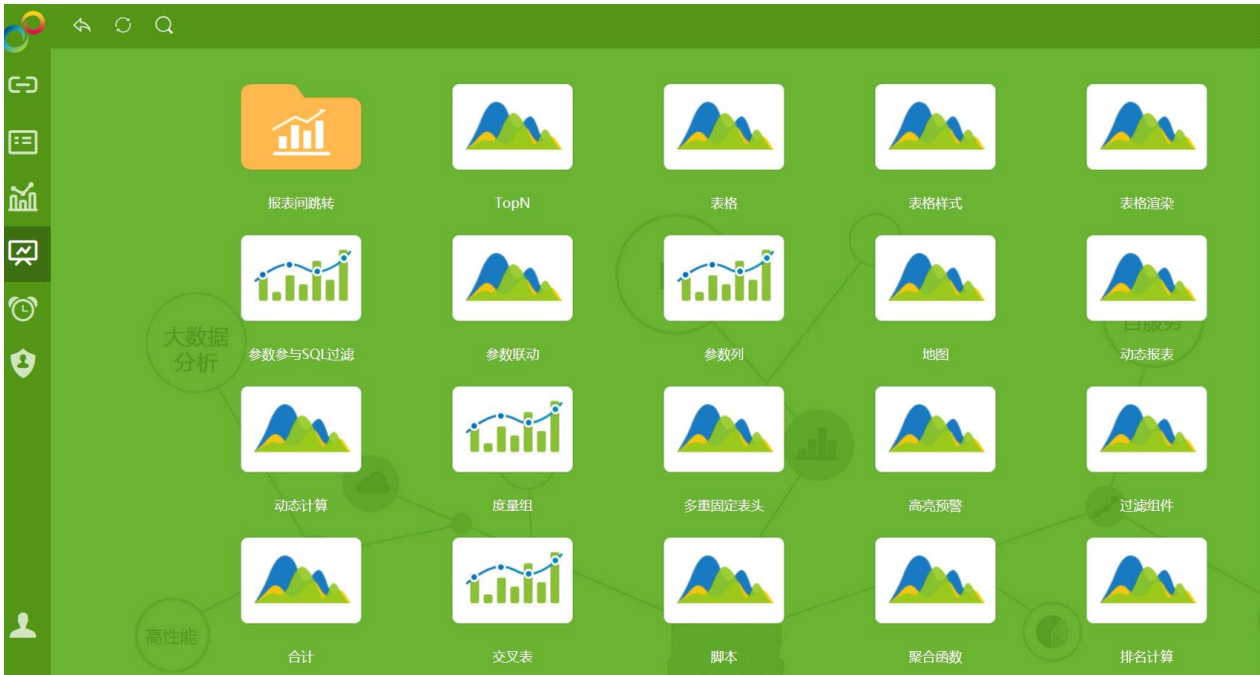 报表间跳转
TopN
表格
表格样式
表格渲染
大数据
分析
自服务
参数参与SQL过滤
参数联动
参数列
地图
动态报表
动态计算
度量组
多重固定表头
高亮预警
过滤组件
高性能
合计
交叉表
脚本
聚合函数
排名计算